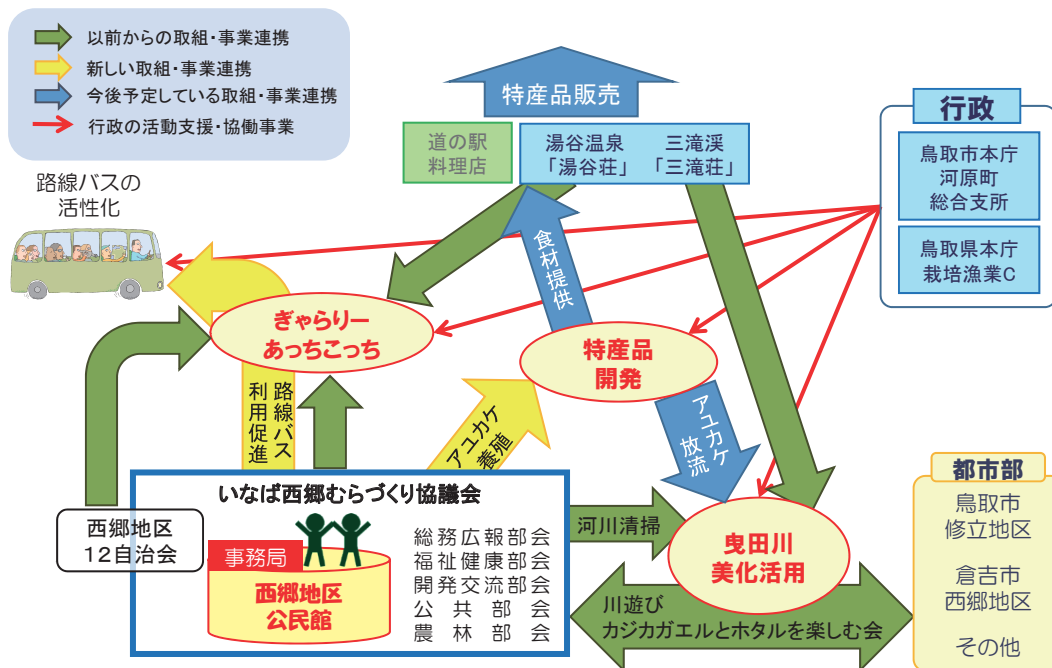 以前からの取組・事業連携
新しい取組・事業連携
今後予定している取組・事業連携
行政の活動支援・協働事業
特産品販売
道の駅
料理店
湯谷温泉
「湯谷荘」
三滝渓
「三滝荘」
行政
鳥取市本庁
河原町
総合支所
鳥取県本庁
栽培漁業C
路線バスの
活性化
食材提供
ぎゃらりー
あっちこっち
特産品
開発
路線バス
利用促進
アユカケ
養殖
アユカケ
放流
いなば西郷むらづくり協議会
西郷地区
12自治会
事務局
西郷地区
公民館
総務広報部会
福祉健康部会
開発交流部会
公共部会
農林部会
河川清掃
曳田川
美化活用
川遊び
カジカガエルとホタルを楽しむ会
都市部
鳥取市
修立地区
倉吉市
西郷地区
その他